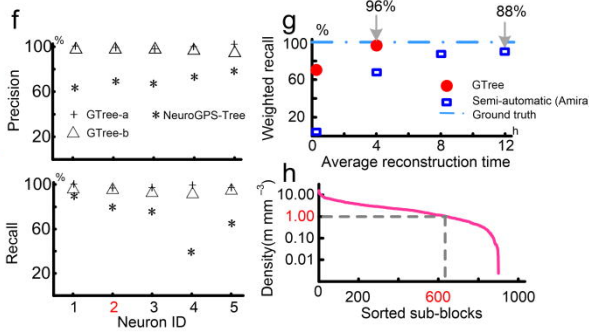 f
%
100
60
20
Precision
+ GTree-a
△ GTree-b
* NeuroGPS-Tree
%
100
60
20
Recall
1 2 3 4 5
Neuron ID
g
96%
88%
%
100
60
20
Weighted recall
GTree
Semi-automatic (Amira)
Ground truth
0 4 8 12 h
Average reconstruction time
h
10.00
1.00
0.10
0.01
Density(m mm⁻³)
0 200 600 1000
Sorted sub-blocks